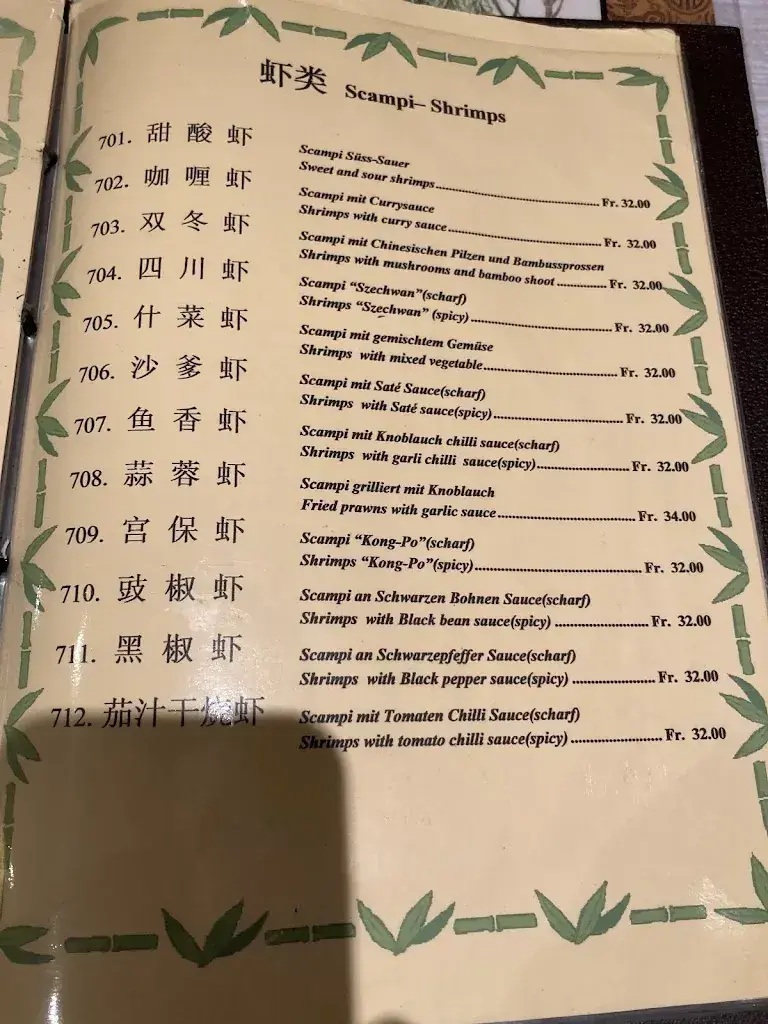 虾类 Scampi– Shrimps
701. 甜酸虾
Scampi Süss-Sauer
Sweet and sour shrimps Fr. 32.00
702. 咖喱虾
Scampi mit Currysauce
Shrimps with curry sauce Fr. 32.00
703. 双冬虾
Scampi mit Chinesischen Pilzen und Bambussprossen
Shrimps with mushrooms and bamboo shoot Fr. 32.00
704. 四川虾
Scampi “Szechwan”(scharf)
Shrimps “Szechwan” (spicy) Fr. 32.00
705. 什菜虾
Scampi mit gemischtem Gemüse
Shrimps with mixed vegetable Fr. 32.00
706. 沙爹虾
Scampi mit Saté Sauce(scharf)
Shrimps with Saté sauce(spicy) Fr. 32.00
707. 鱼香虾
Scampi mit Knoblauch chilli sauce(scharf)
Shrimps with garli chilli sauce(spicy) Fr. 32.00
708. 蒜蓉虾
Scampi grilliert mit Knoblauch
Fried prawns with garlic sauce Fr. 34.00
709. 宫保虾
Scampi “Kong-Po”(scharf)
Shrimps “Kong-Po”(spicy) Fr. 32.00
710. 豉椒虾
Scampi an Schwarzen Bohnen Sauce(scharf)
Shrimps with Black bean sauce(spicy) Fr. 32.00
711. 黑椒虾
Scampi an Schwarzepfeffer Sauce(scharf)
Shrimps with Black pepper sauce(spicy) Fr. 32.00
712. 茄汁干烧虾
Scampi mit Tomaten Chilli Sauce(scharf)
Shrimps with tomato chilli sauce(spicy) Fr. 32.00